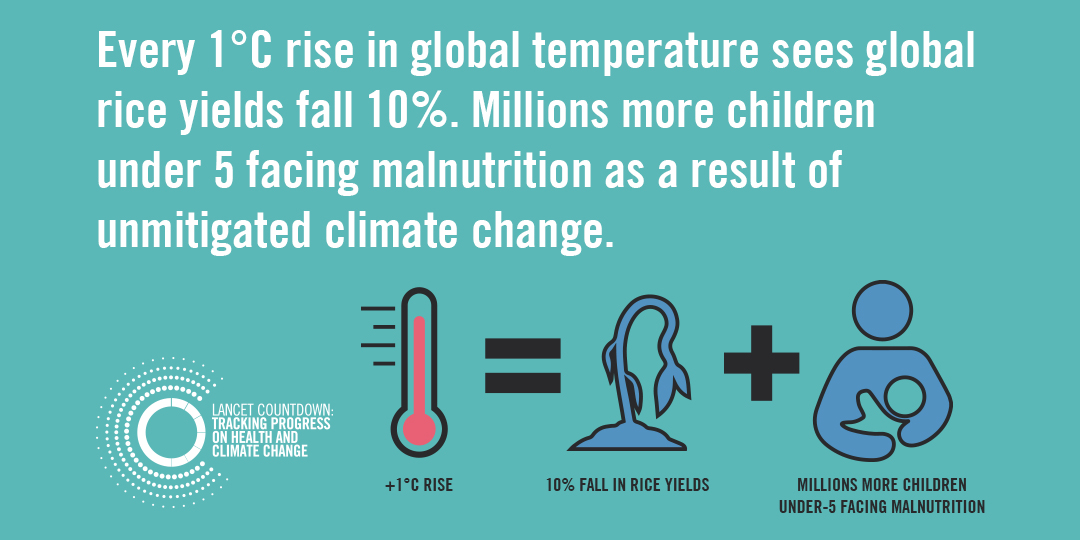 Every 1°C rise in global temperature sees global
rice yields fall 10%. Millions more children
under 5 facing malnutrition as a result of
unmitigated climate change.
LANCET COUNTDOWN:
TRACKING PROGRESS
ON HEALTH AND
CLIMATE CHANGE
+1°C RISE
10% FALL IN RICE YIELDS
MILLIONS MORE CHILDREN
UNDER-5 FACING MALNUTRITION